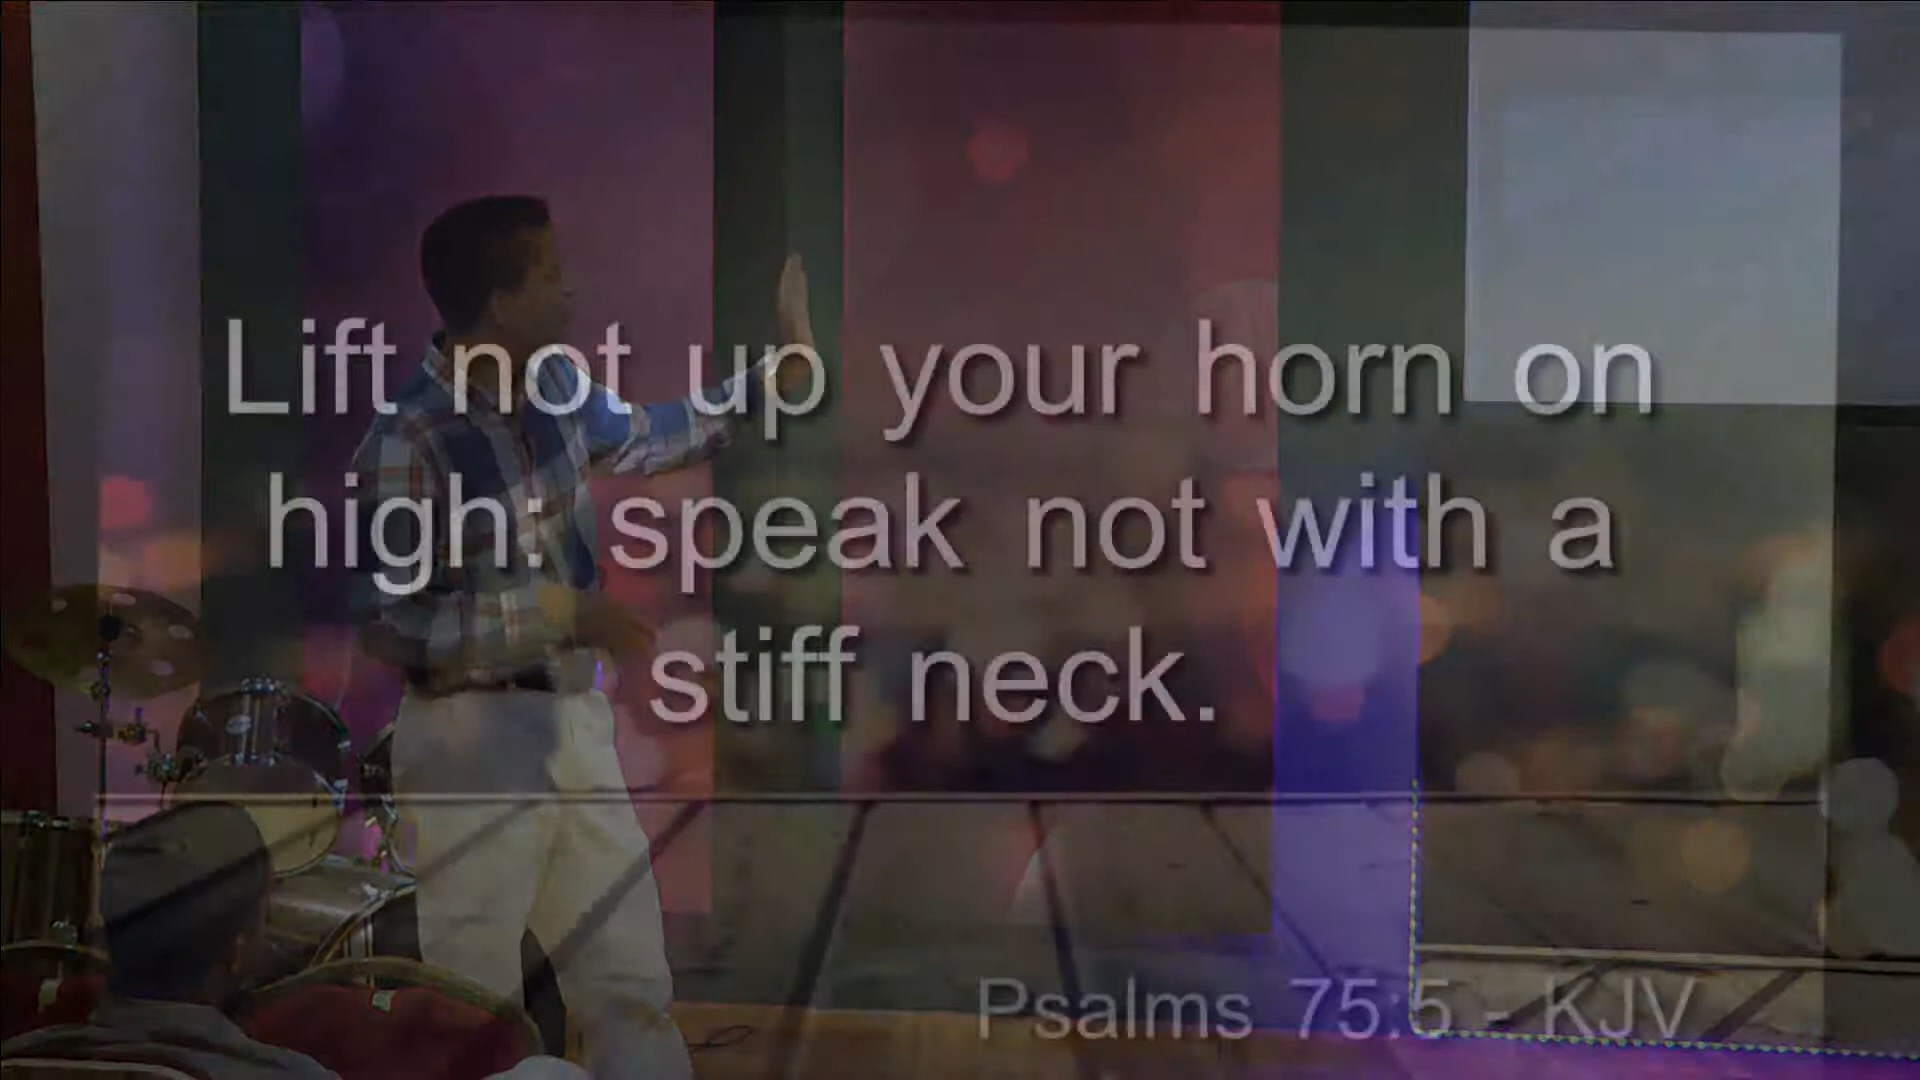 Lift not up your horn on
high: speak not with a
stiff neck.
Psalms 75:5 - KJV